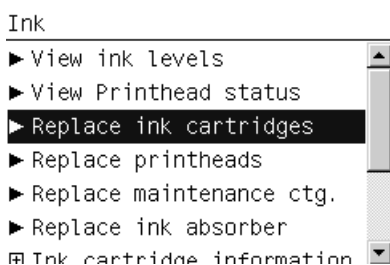 Ink
View ink levels
View Printhead status
Replace ink cartridges
Replace printheads
Replace maintenance ctg.
Replace ink absorber
Ink cartridge information